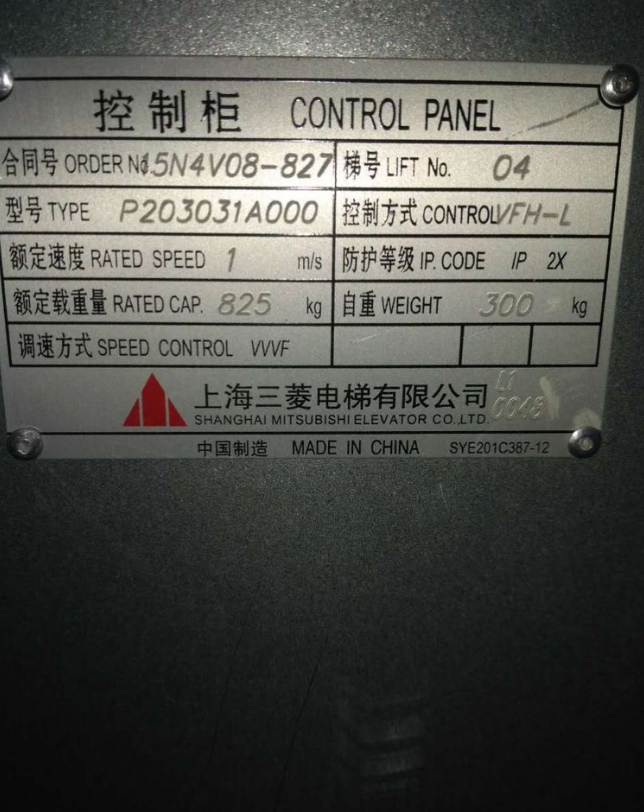 控制柜 CONTROL PANEL
合同号 ORDER No. 15N4V08-827 梯号 LIFT No. 04
型号 TYPE P203031A000 控制方式 CONTROL VFH-L
额定速度 RATED SPEED 1 m/s 防护等级 IP. CODE IP 2X
额定载重量 RATED CAP. 825 kg 自重 WEIGHT 300 kg
调速方式 SPEED CONTROL VVVF
上海三菱电梯有限公司
SHANGHAI MITSUBISHI ELEVATOR CO.,LTD.
中国制造 MADE IN CHINA SYE201C387-12